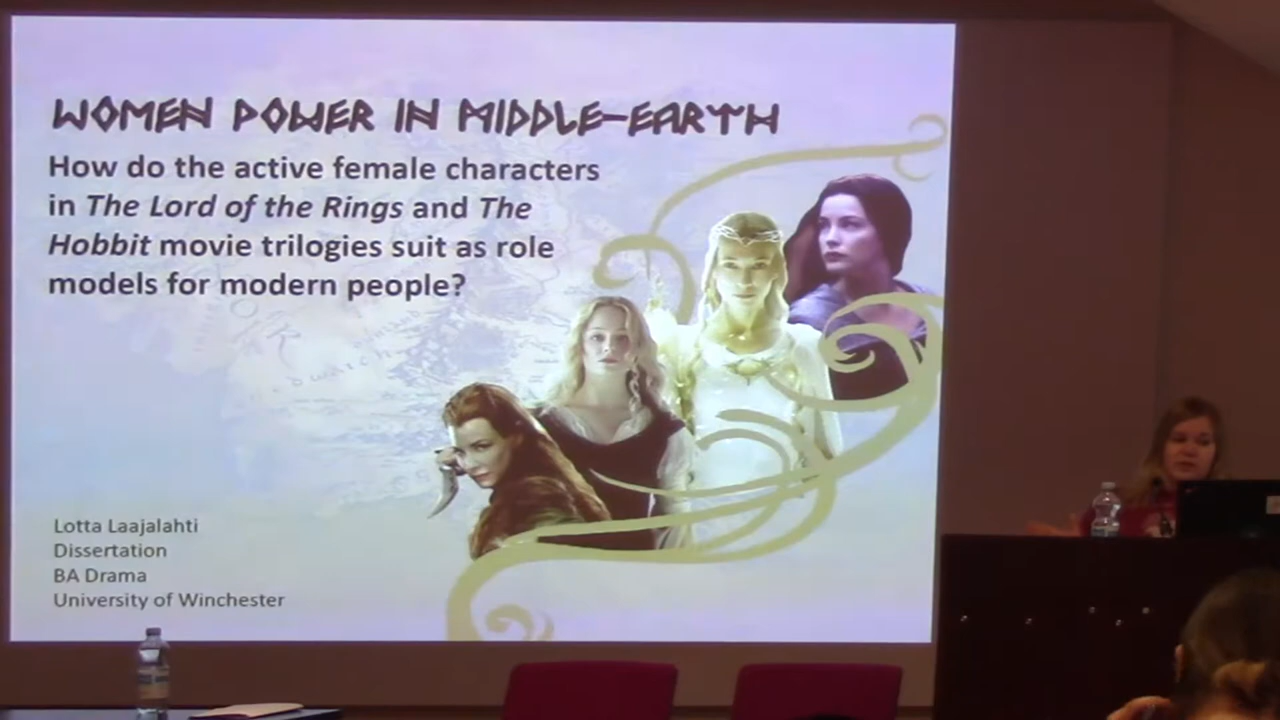 WOMEN POWER IN MIDDLE-EARTH
How do the active female characters
in The Lord of the Rings and The
Hobbit movie trilogies suit as role
models for modern people?
Lotta Laajalahti
Dissertation
BA Drama
University of Winchester